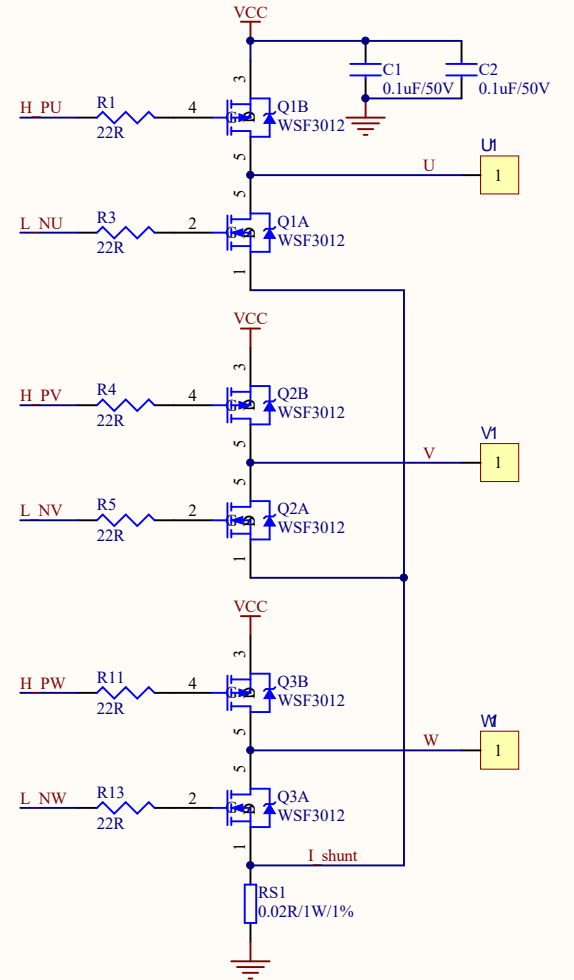 VCC
3
C1
0.1uF/50V
C2
0.1uF/50V
H_PU
R1
22R
4
Q1B
WSF3012
5
U
U1
1
5
L_NU
R3
22R
2
Q1A
WSF3012
1
VCC
3
H_PV
R4
22R
4
Q2B
WSF3012
5
V
V1
1
5
L_NV
R5
22R
2
Q2A
WSF3012
1
VCC
3
H_PW
R11
22R
4
Q3B
WSF3012
5
W
W1
1
5
L_NW
R13
22R
2
Q3A
WSF3012
1
I_shunt
RS1
0.02R/1W/1%